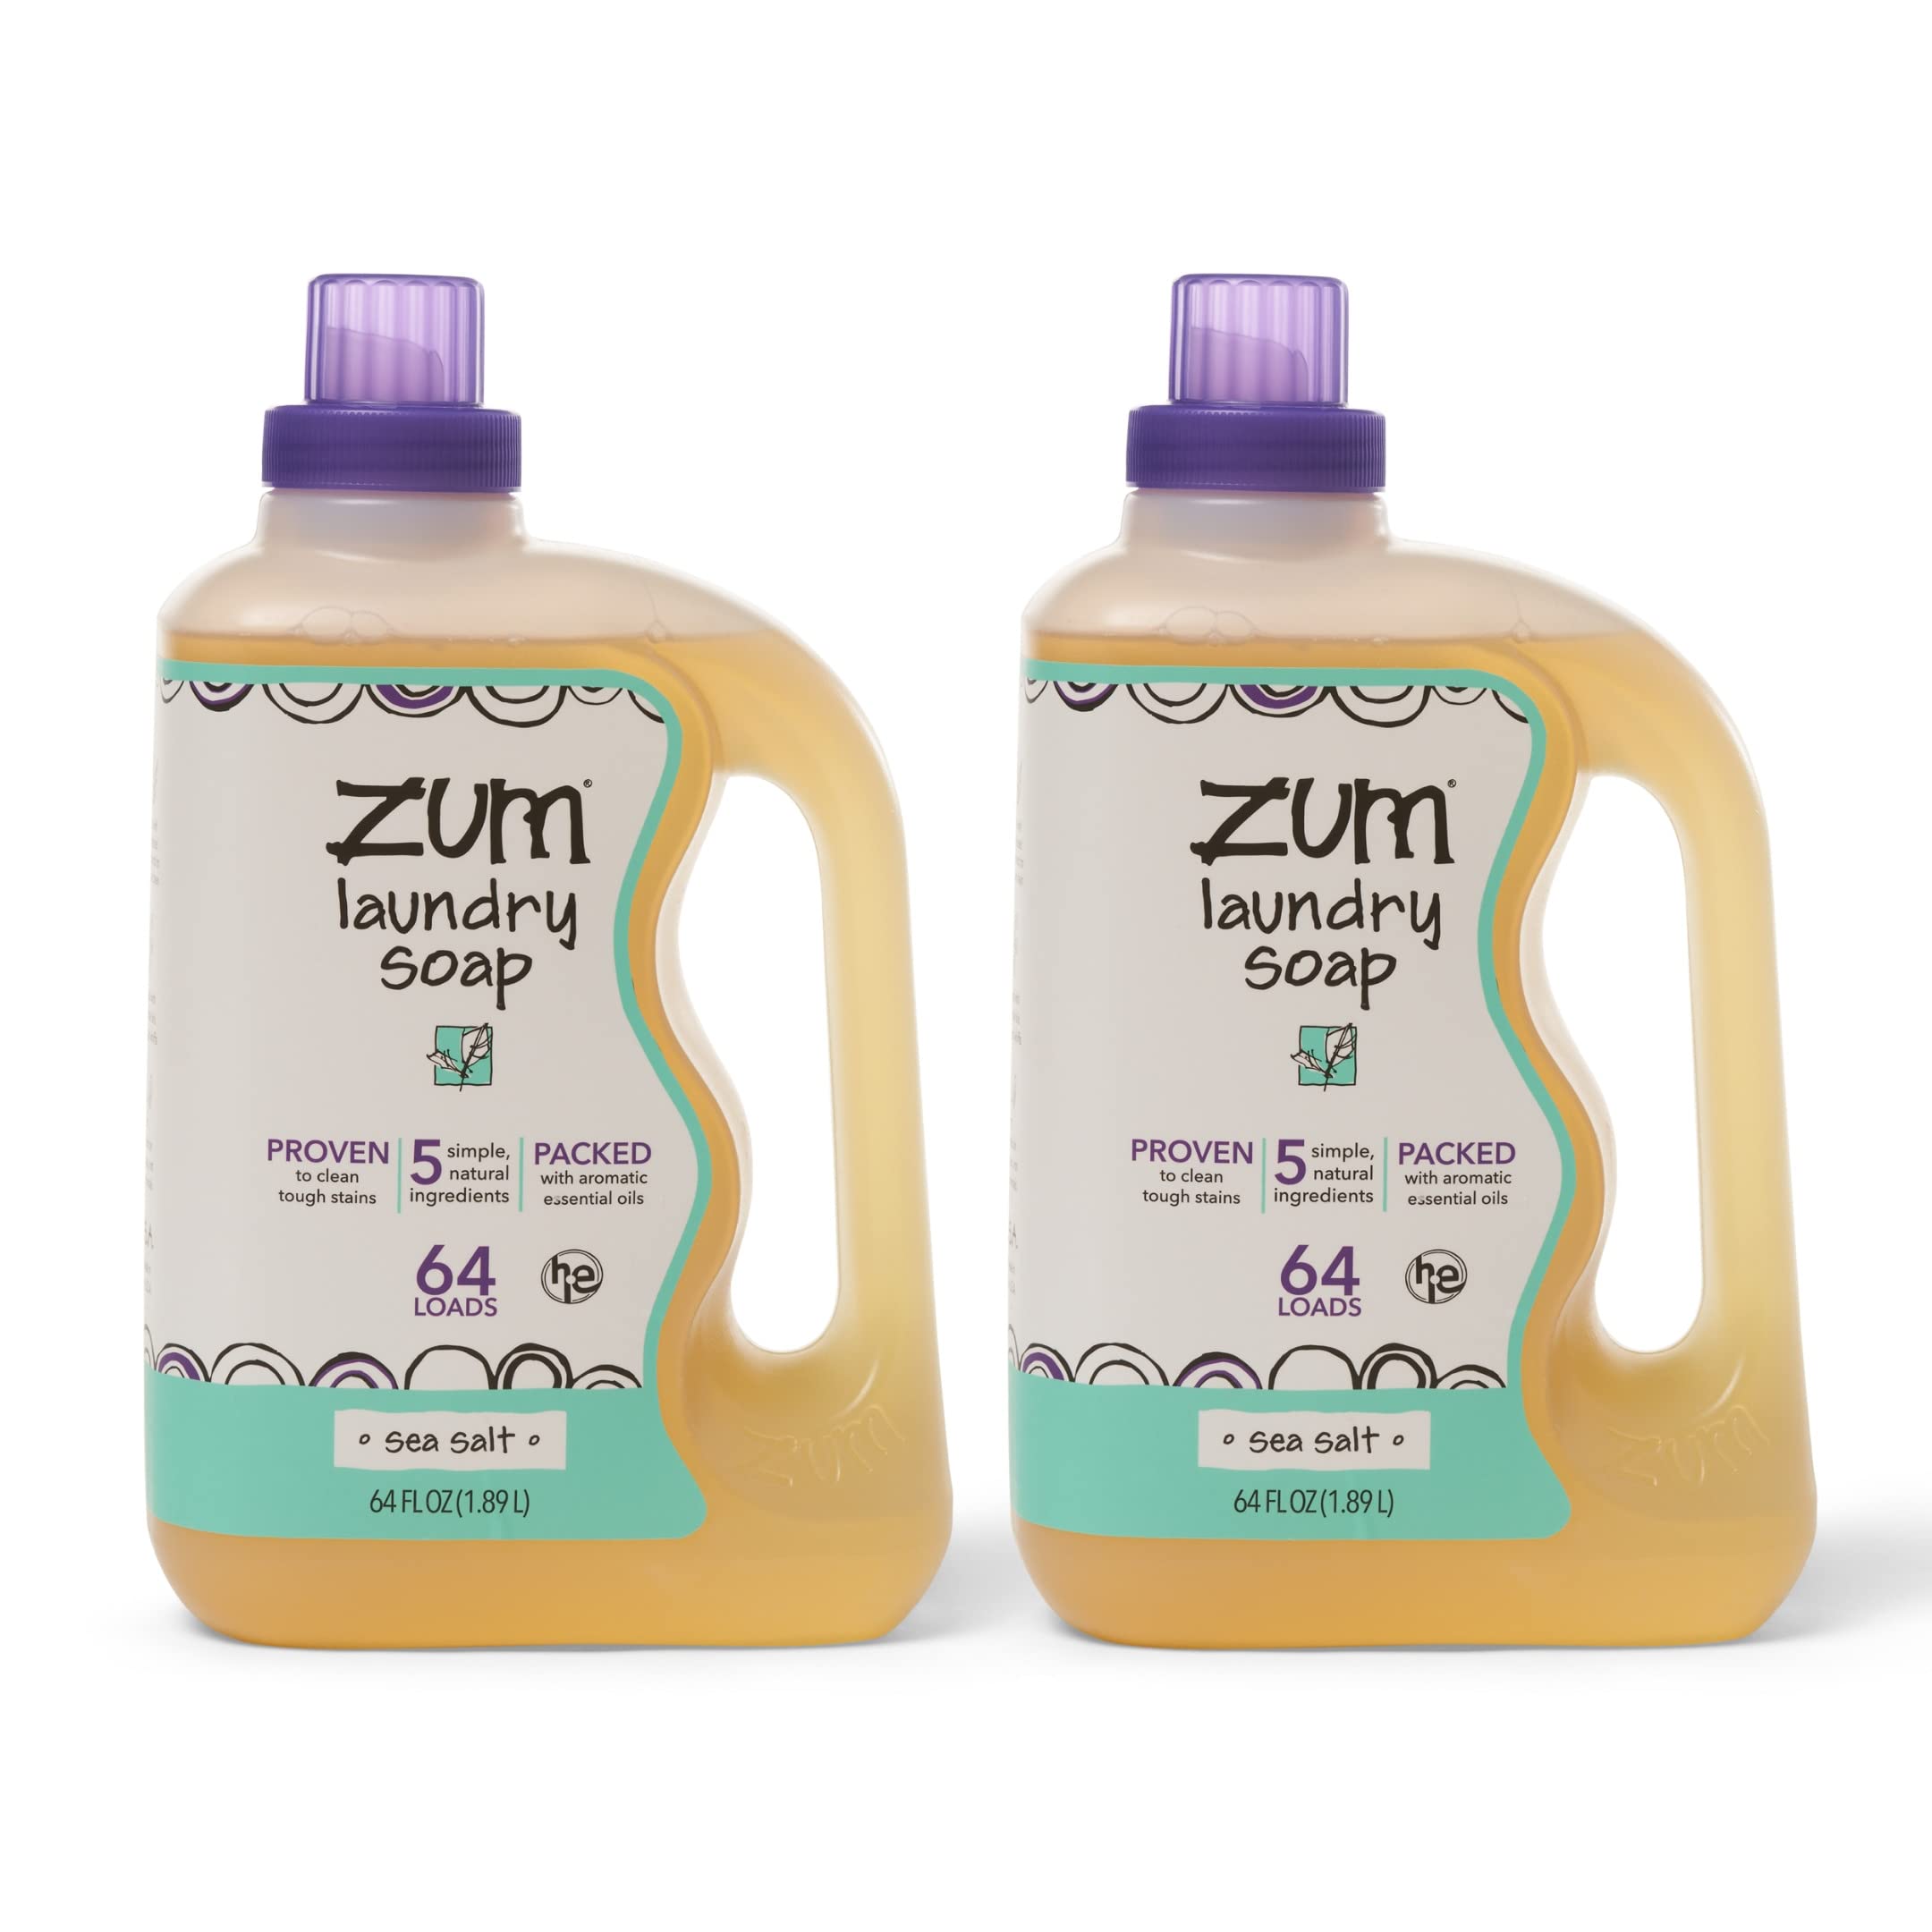 zum®
laundry
soap
PROVEN
to clean
tough stains
5 simple,
natural
ingredients
PACKED
with aromatic
essential oils
64
LOADS
he
sea salt
64 FL OZ (1.89 L)
zum
zum®
laundry
soap
PROVEN
to clean
tough stains
5 simple,
natural
ingredients
PACKED
with aromatic
essential oils
64
LOADS
he
sea salt
64 FL OZ (1.89 L)
zum